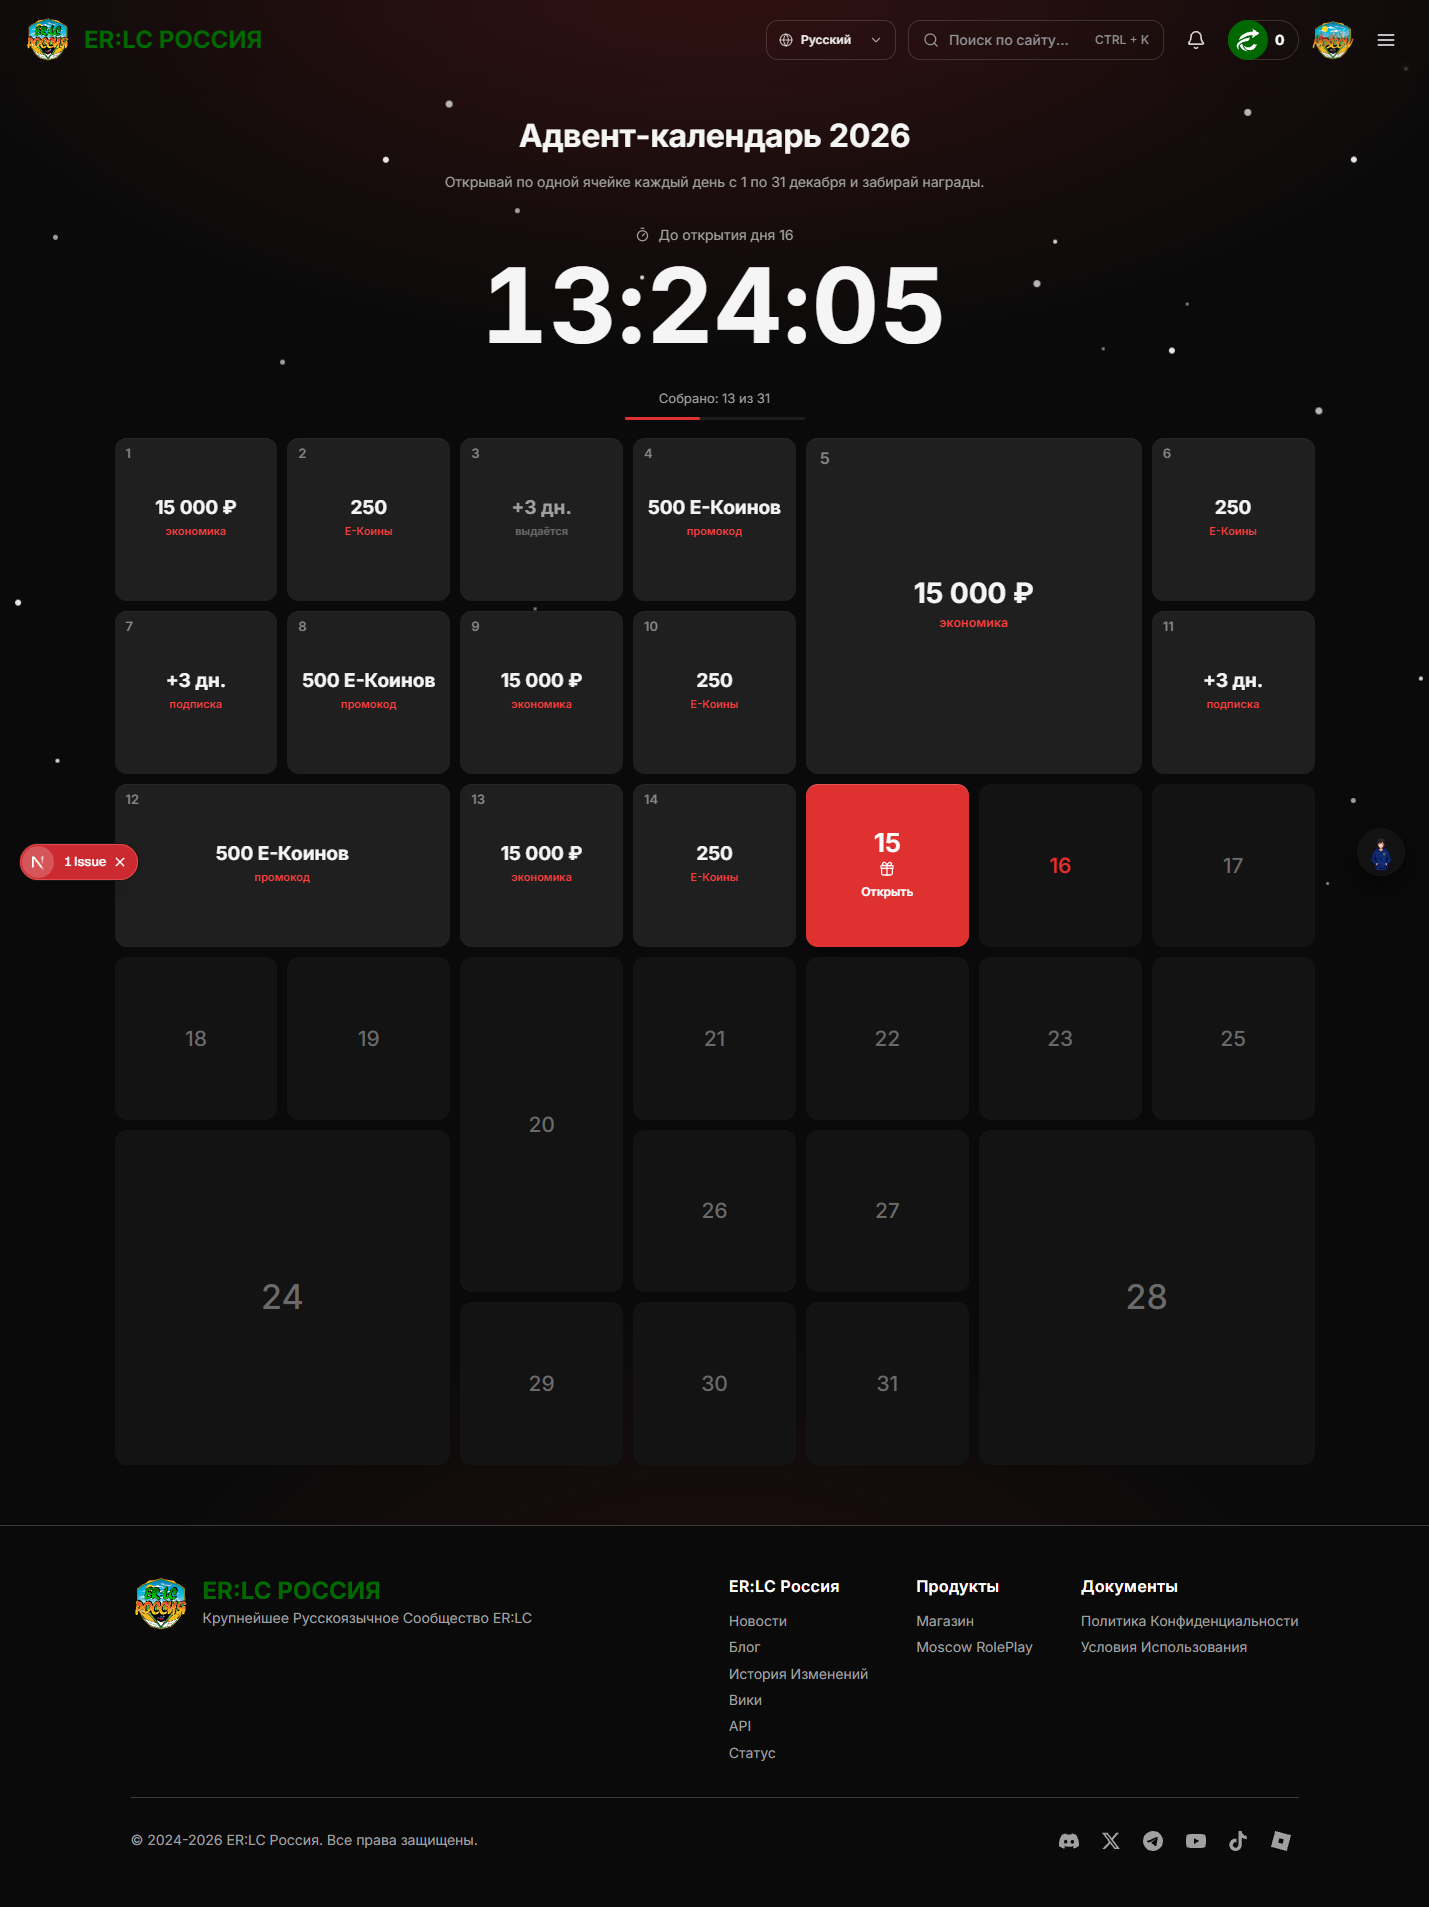 ER:LC РОССИЯ
Русский
Поиск по сайту...
CTRL + K
0
Адвент-календарь 2026
Открывай по одной ячейке каждый день с 1 по 31 декабря и забирай награды.
До открытия дня 16
13:24:05
Собрано: 13 из 31
1
15 000 ₽
экономика
2
250
Е-Коины
3
+3 дн.
выдаётся
4
500 Е-Коинов
промокод
5
15 000 ₽
экономика
6
250
Е-Коины
7
+3 дн.
подписка
8
500 Е-Коинов
промокод
9
15 000 ₽
экономика
10
250
Е-Коины
11
+3 дн.
подписка
12
500 Е-Коинов
промокод
13
15 000 ₽
экономика
14
250
Е-Коины
15
Открыть
16
17
N
1 Issue
18
19
20
21
22
23
25
24
26
27
28
29
30
31
ER:LC РОССИЯ
Крупнейшее Русскоязычное Сообщество ER:LC
ER:LC Россия
Новости
Блог
История Изменений
Вики
API
Статус
Продукты
Магазин
Moscow RolePlay
Документы
Политика Конфиденциальности
Условия Использования
© 2024-2026 ER:LC Россия. Все права защищены.